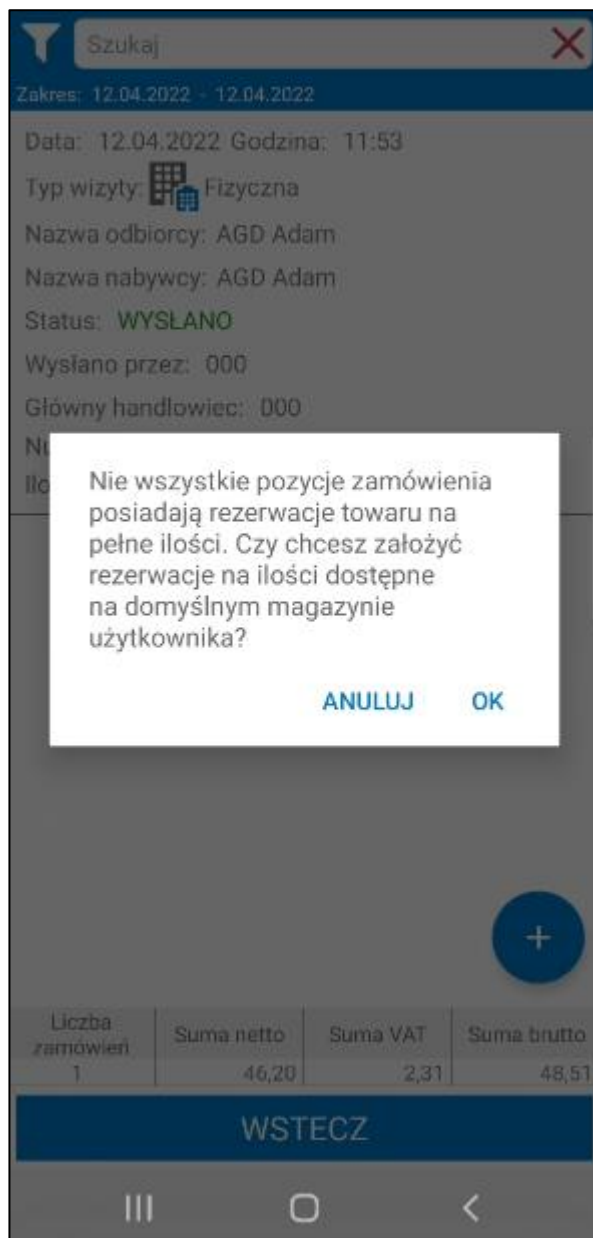 Szukaj
Zakres: 12.04.2022 - 12.04.2022
Data: 12.04.2022 Godzina: 11:53
Typ wizyty: Fizyczna
Nazwa odbiorcy: AGD Adam
Nazwa nabywcy: AGD Adam
Status: WYSŁANO
Wysłano przez: 000
Główny handlowiec: 000
Nie wszystkie pozycje zamówienia
posiadają rezerwacje towaru na
pełne ilości. Czy chcesz założyć
rezerwacje na ilości dostępne
na domyślnym magazynie
użytkownika?
ANULUJ OK
+
Liczba zamówień Suma netto Suma VAT Suma brutto
1 46,20 2,31 48,51
WSTECZ